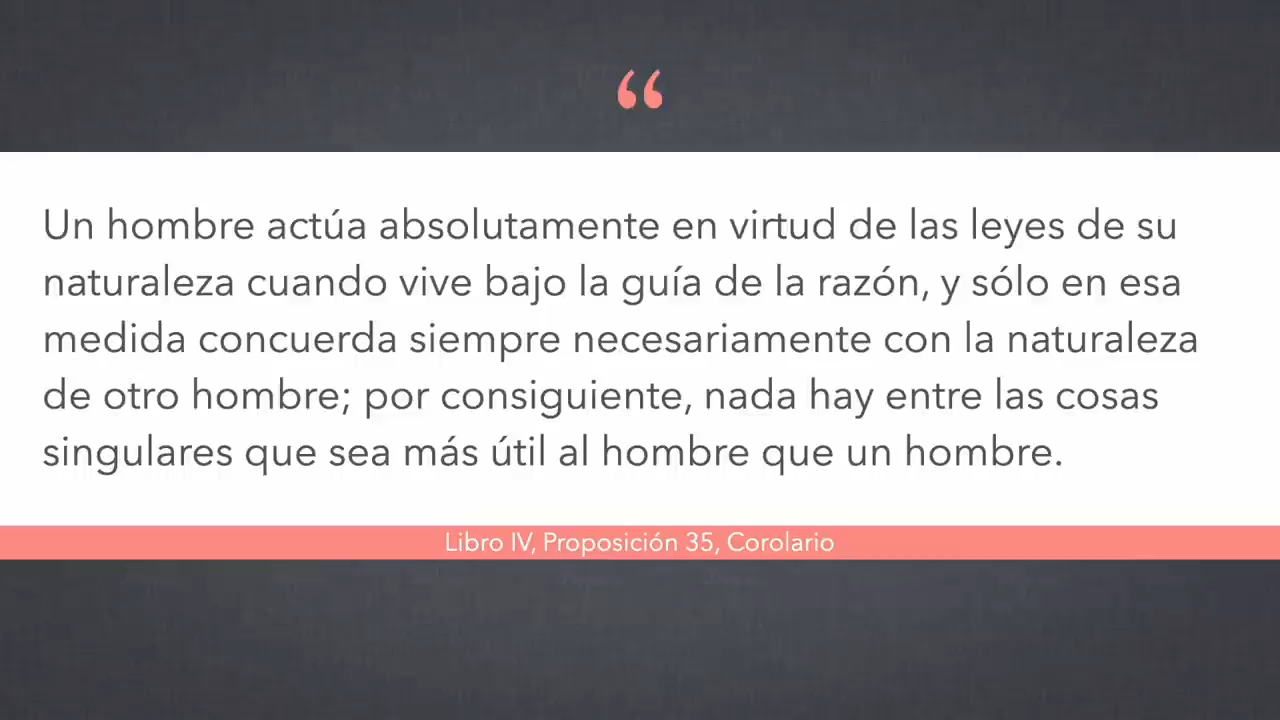 “
Un hombre actúa absolutamente en virtud de las leyes de su
naturaleza cuando vive bajo la guía de la razón, y sólo en esa
medida concuerda siempre necesariamente con la naturaleza
de otro hombre; por consiguiente, nada hay entre las cosas
singulares que sea más útil al hombre que un hombre.
Libro IV, Proposición 35, Corolario